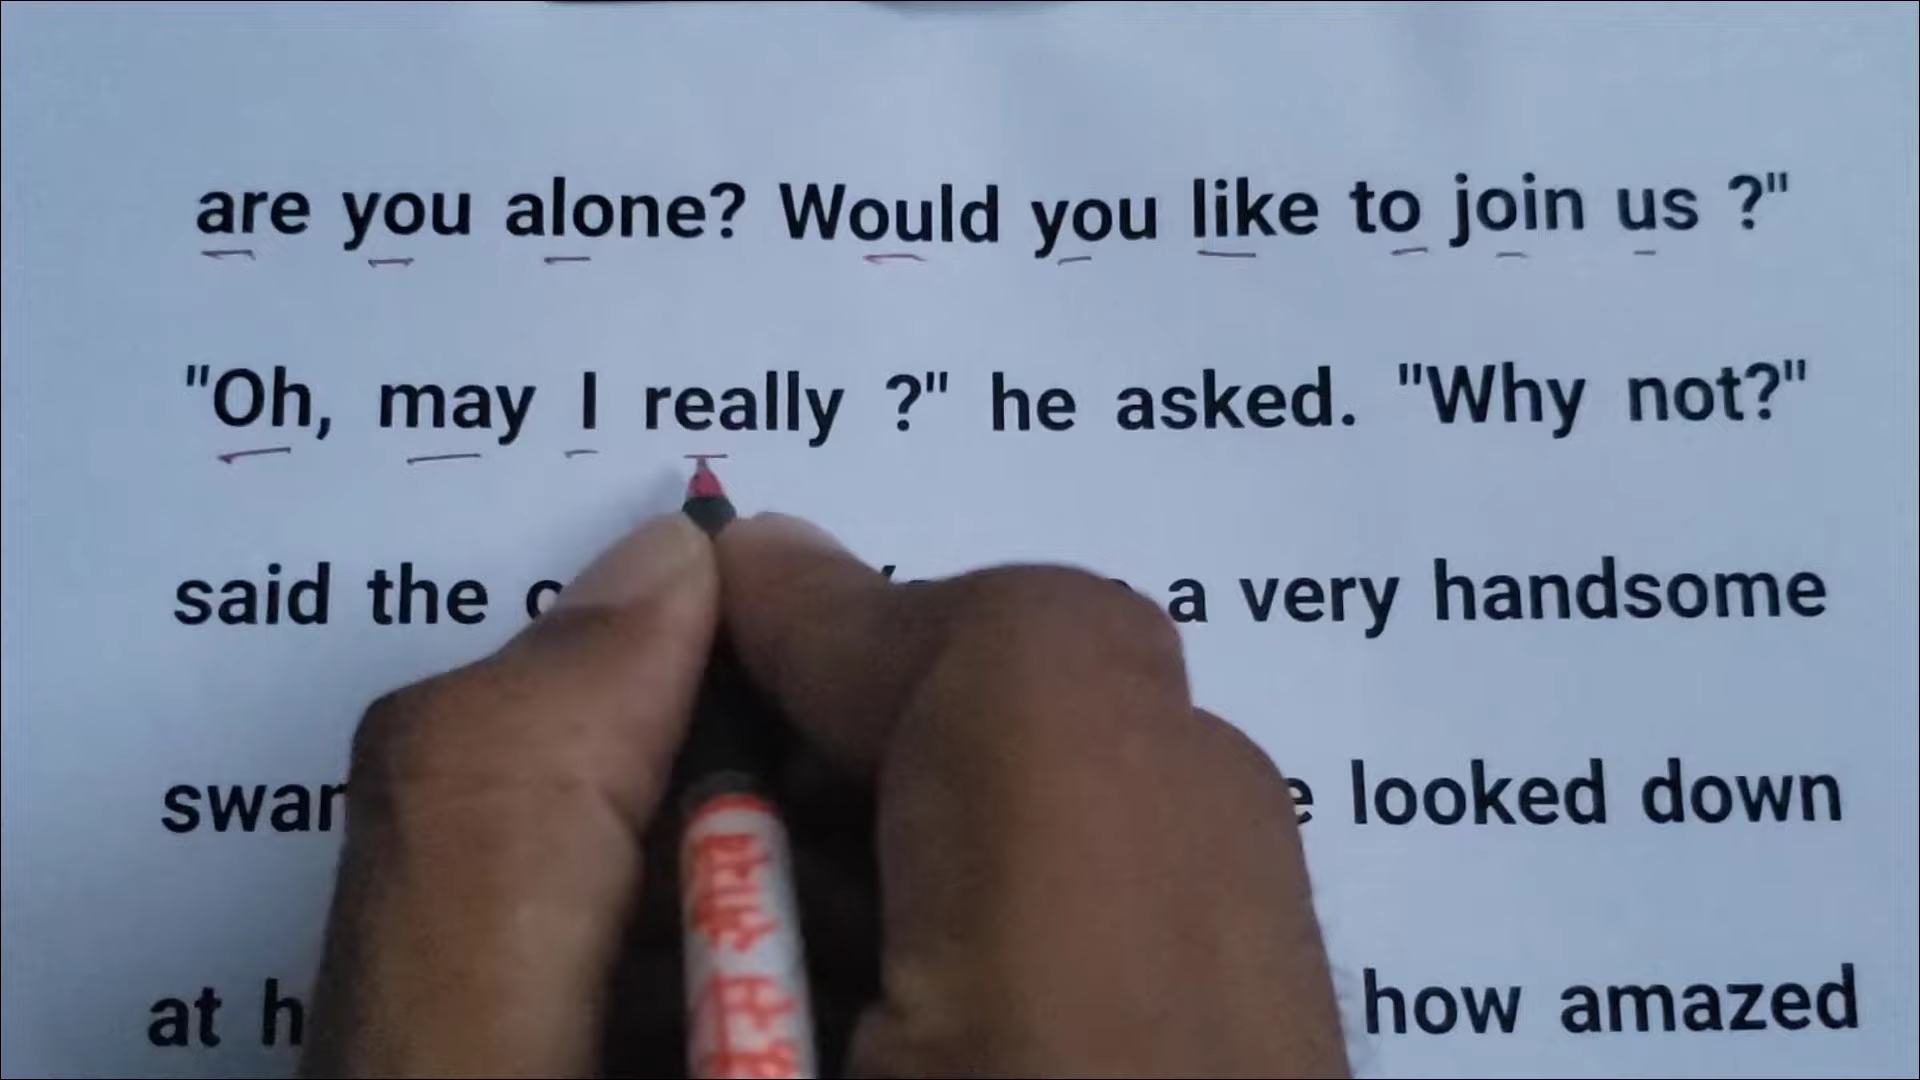 are you alone? Would you like to join us ?"
"Oh, may I really ?" he asked. "Why not?"
said the a very handsome
looked down
at how amazed